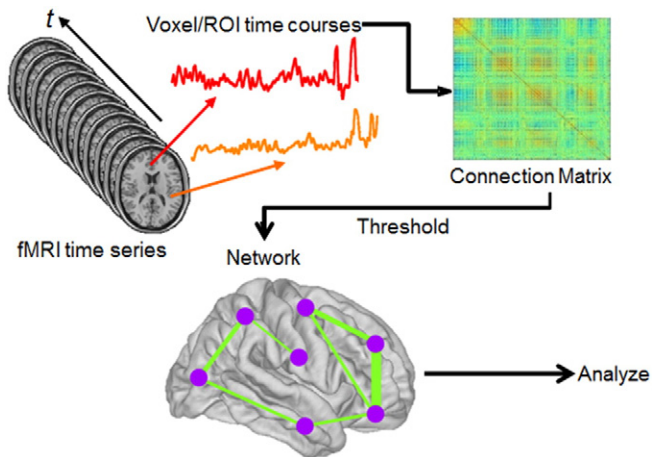 t
Voxel/ROI time courses
fMRI time series
Connection Matrix
Threshold
Network
Analyze